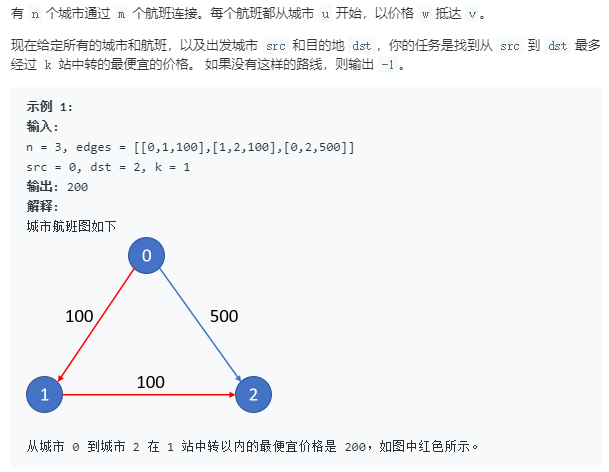 有 n 个城市通过 m 个航班连接。每个航班都从城市 u 开始，以价格 w 抵达 v 。
现在给定所有的城市和航班，以及出发城市 src 和目的地 dst，你的任务是找到从 src 到 dst 最多
经过 k 站中转的最便宜的价格。 如果没有这样的路线，则输出 -1 。
示例 1:
输入:
n = 3, edges = [[0,1,100],[1,2,100],[0,2,500]]
src = 0, dst = 2, k = 1
输出: 200
解释:
城市航班图如下
0
100 500
100
1 2
从城市 0 到城市 2 在 1 站中转以内的最便宜价格是 200，如图中红色所示。